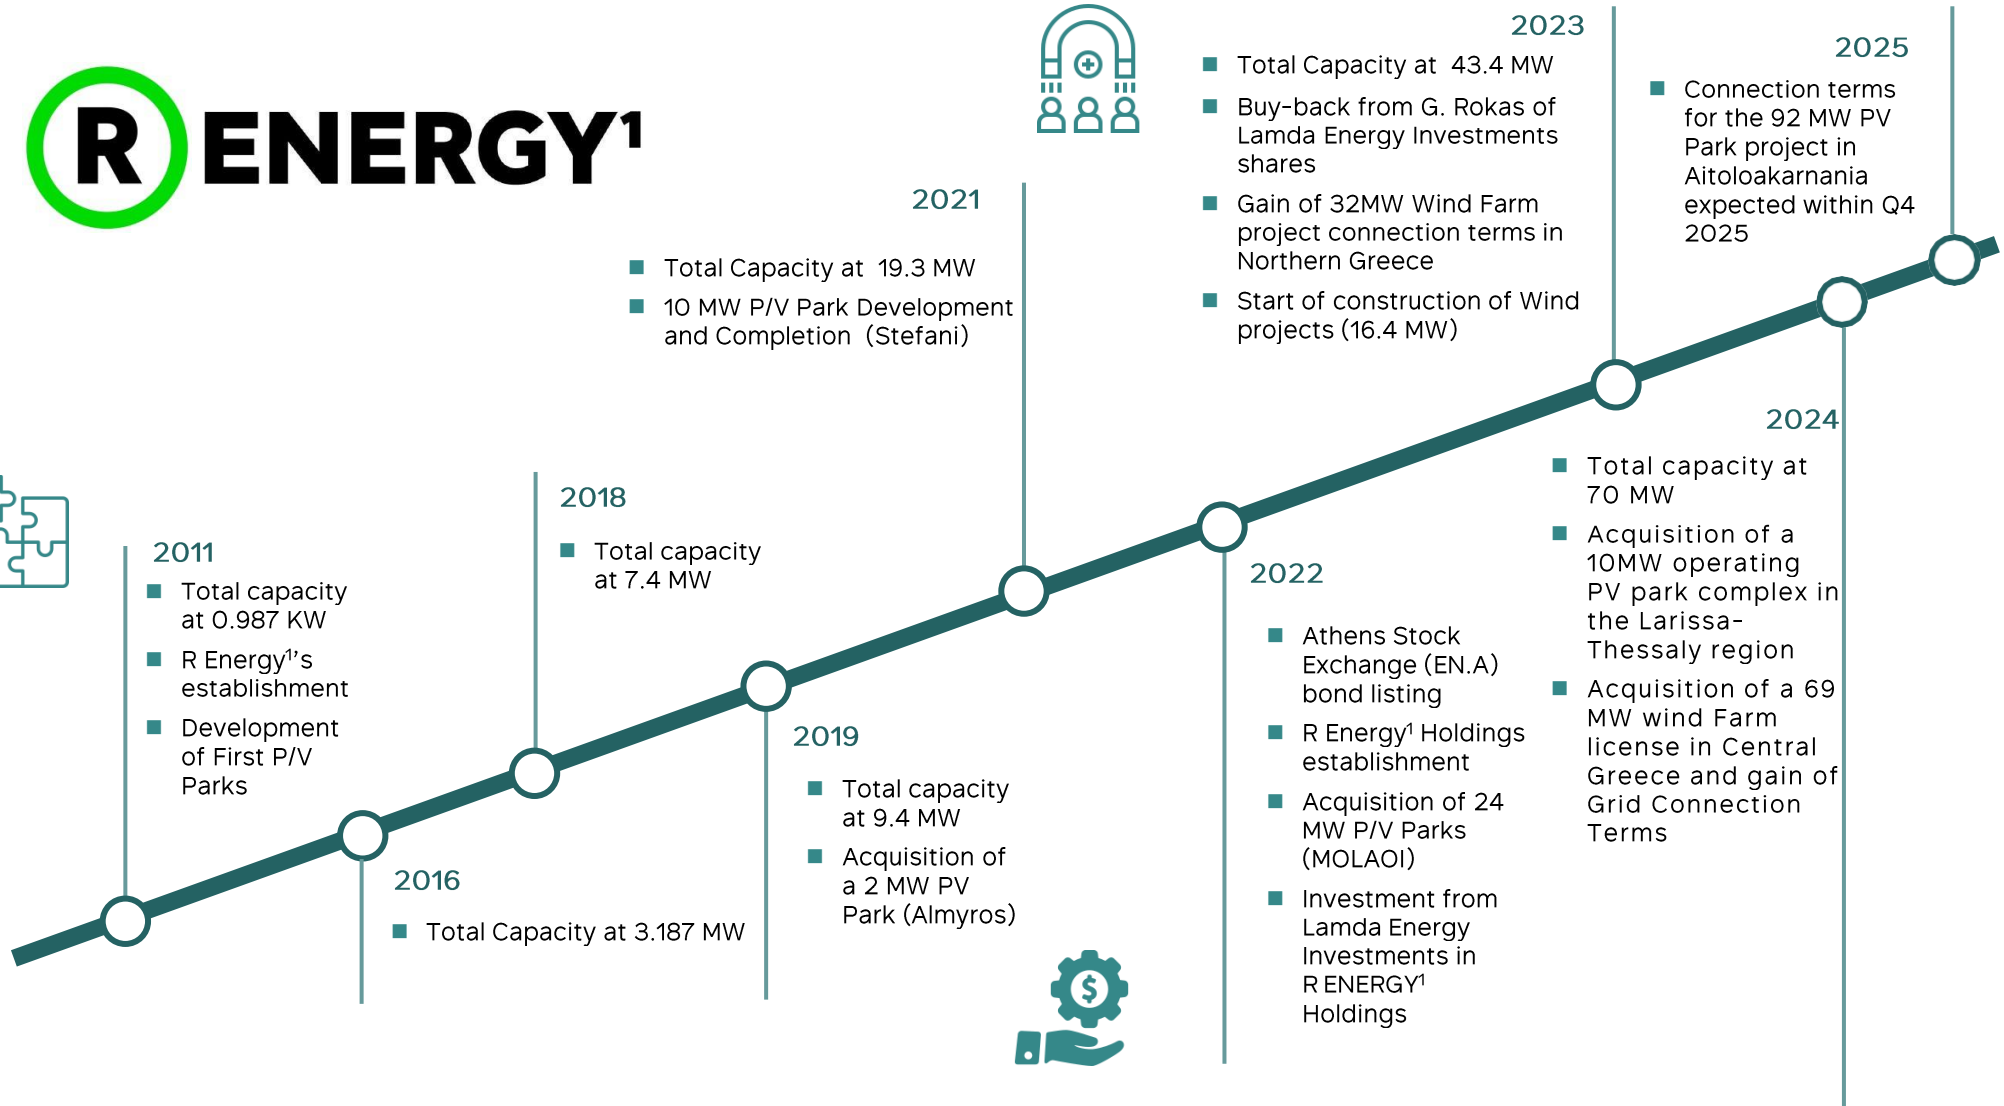 R ENERGY¹
2011
Total capacity
at 0.987 KW
R Energy¹’s
establishment
Development
of First P/V
Parks
2016
Total Capacity at 3.187 MW
2018
Total capacity
at 7.4 MW
2019
Total capacity
at 9.4 MW
Acquisition of
a 2 MW PV
Park (Almyros)
2021
Total Capacity at 19.3 MW
10 MW P/V Park Development
and Completion (Stefani)
2022
Athens Stock
Exchange (EN.A)
bond listing
R Energy¹ Holdings
establishment
Acquisition of 24
MW P/V Parks
(MOLAOI)
Investment from
Lamda Energy
Investments in
R ENERGY¹
Holdings
$
2023
Total Capacity at 43.4 MW
Buy-back from G. Rokas of
Lamda Energy Investments
shares
Gain of 32MW Wind Farm
project connection terms in
Northern Greece
Start of construction of Wind
projects (16.4 MW)
2024
Total capacity at
70 MW
Acquisition of a
10MW operating
PV park complex in
the Larissa-
Thessaly region
Acquisition of a 69
MW wind Farm
license in Central
Greece and gain of
Grid Connection
Terms
2025
Connection terms
for the 92 MW PV
Park project in
Aitoloakarnania
expected within Q4
2025